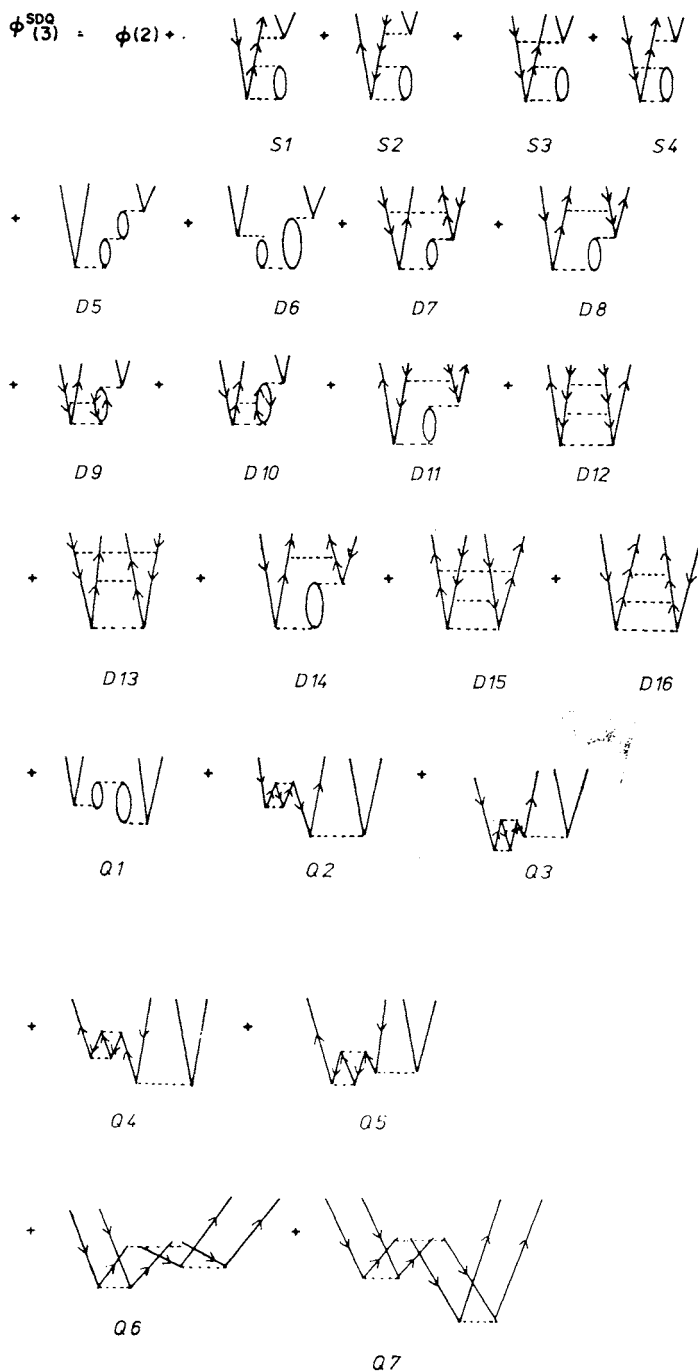 ϕ^{SDQ}_{(3)} = ϕ(2) + + + +
S1 S2 S3 S4
+ + + +
D5 D6 D7 D8
+ + + +
D9 D10 D11 D12
+ + + +
D13 D14 D15 D16
+ + +
Q1 Q2 Q3
+ +
Q4 Q5
+ +
Q6
Q7